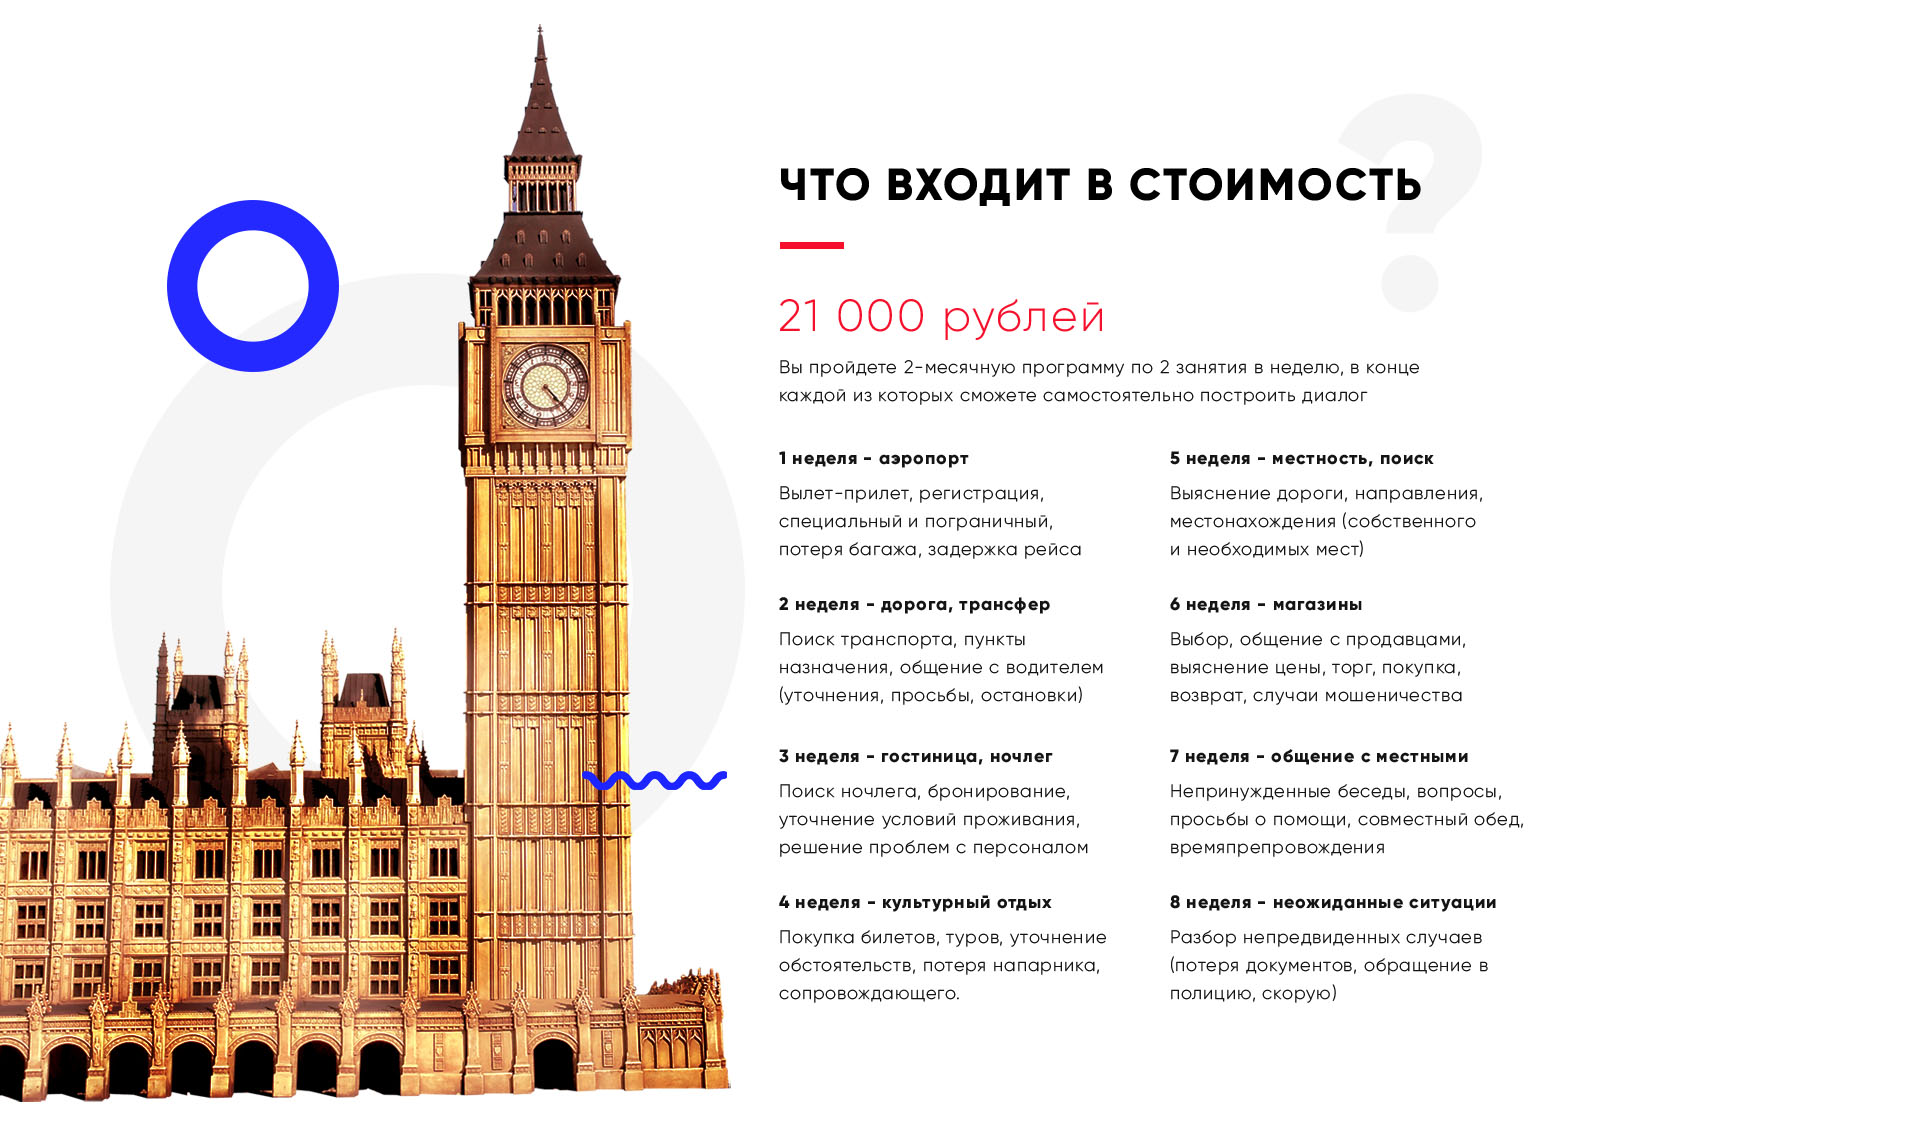 ЧТО ВХОДИТ В СТОИМОСТЬ
?
21 000 рублей
Вы пройдете 2-месячную программу по 2 занятия в неделю, в конце
каждой из которых сможете самостоятельно построить диалог
1 неделя - аэропорт
Вылет-прилет, регистрация,
специальный и пограничный,
потеря багажа, задержка рейса
2 неделя - дорога, трансфер
Поиск транспорта, пункты
назначения, общение с водителем
(уточнения, просьбы, остановки)
3 неделя - гостиница, ночлег
Поиск ночлега, бронирование,
уточнение условий проживания,
решение проблем с персоналом
4 неделя - культурный отдых
Покупка билетов, туров, уточнение
обстоятельств, потеря напарника,
сопровождающего.
5 неделя - местность, поиск
Выяснение дороги, направления,
местонахождения (собственного
и необходимых мест)
6 неделя - магазины
Выбор, общение с продавцами,
выяснение цены, торг, покупка,
возврат, случаи мошеничества
7 неделя - общение с местными
Непринужденные беседы, вопросы,
просьбы о помощи, совместный обед,
времяпрепровождения
8 неделя - неожиданные ситуации
Разбор непредвиденных случаев
(потеря документов, обращение в
полицию, скорую)